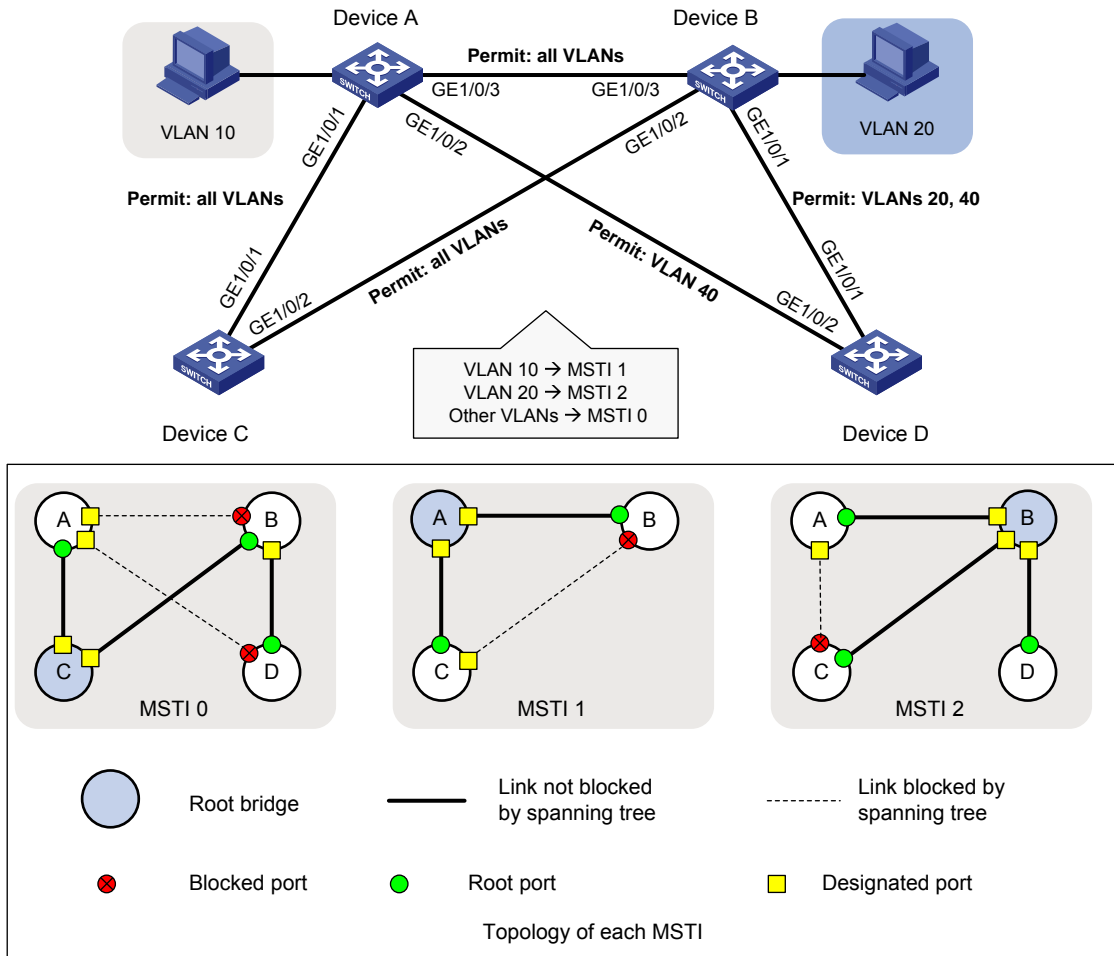 Device A
Device B
Permit: all VLANs
GE1/0/3
GE1/0/3
SWITCH
SWITCH
VLAN 10
VLAN 20
GE1/0/1
GE1/0/2
GE1/0/2
GE1/0/1
Permit: all VLANs
Permit: VLANs 20, 40
Permit: all VLANs
Permit: VLAN 40
GE1/0/1
GE1/0/2
GE1/0/2
GE1/0/1
SWITCH
SWITCH
VLAN 10 → MSTI 1
VLAN 20 → MSTI 2
Other VLANs → MSTI 0
Device C
Device D
A
B
C
D
MSTI 0
A
B
C
MSTI 1
A
B
C
D
MSTI 2
Root bridge
Link not blocked
by spanning tree
Link blocked by
spanning tree
Blocked port
Root port
Designated port
Topology of each MSTI